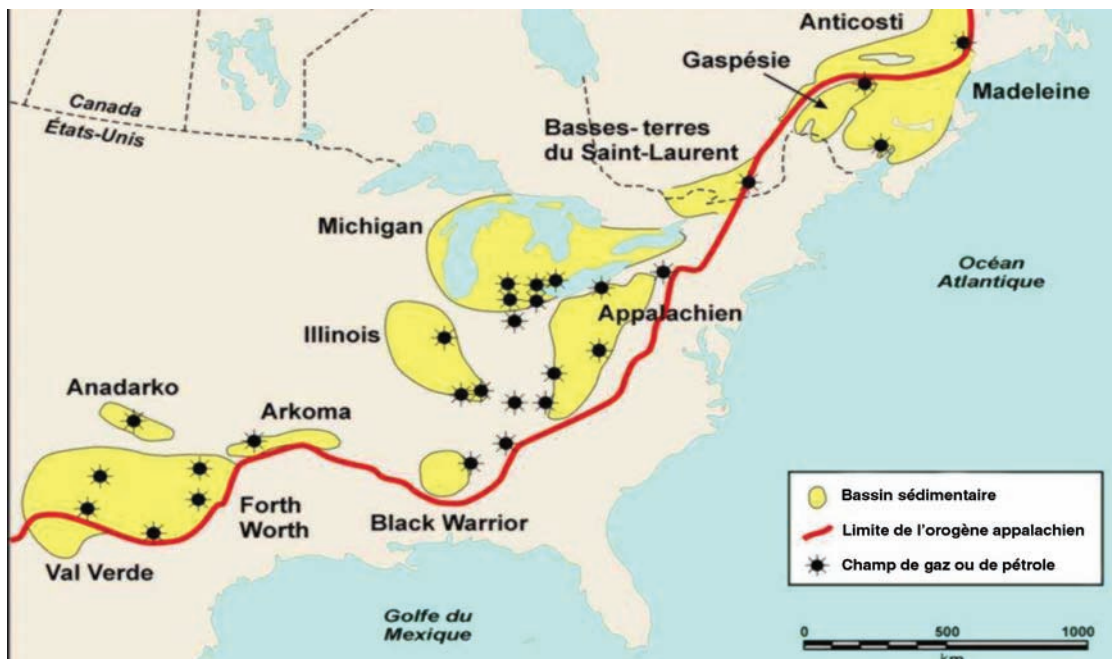 Anticosti
Gaspésie
Madeleine
Canada
États-Unis
Basses- terres
du Saint-Laurent
Michigan
Océan
Atlantique
Appalachien
Illinois
Anadarko
Arkoma
Forth
Worth
Black Warrior
Val Verde
Golfe du
Mexique
Bassin sédimentaire
Limite de l'orogène appalachien
Champ de gaz ou de pétrole
0 500 1000
km